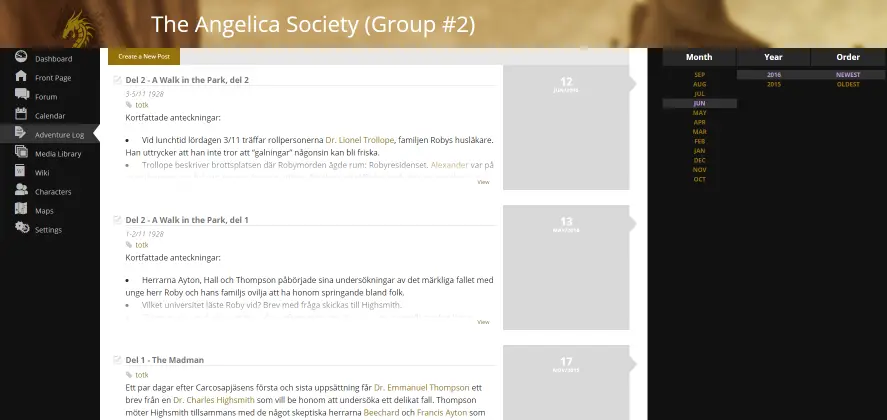 The Angelica Society (Group #2)
Dashboard
Front Page
Forum
Calendar
Adventure Log
Media Library
Wiki
Characters
Maps
Settings
Create a New Post
Del 2 - A Walk in the Park, del 2
3-5/11 1928
totk
Kortfattade anteckningar:
• Vid lunchtid lördagen 3/11 träffar rollpersonerna Dr. Lionel Trollope, familjen Robys husläkare.
Han uttrycker att han inte tror att "galningar" någonsin kan bli friska.
• Trollope beskriver brottsplatsen där Robymorden ägde rum: Robyresidenset. Alexander var på
View
12
JUN/2016
Del 2 - A Walk in the Park, del 1
1-2/11 1928
totk
Kortfattade anteckningar:
• Herrarna Ayton, Hall och Thompson påbörjade sina undersökningar av det märkliga fallet med
unge herr Roby och hans familjs ovilja att ha honom springande bland folk.
• Vilket universitet läste Roby vid? Brev med fråga skickas till Highsmith.
View
13
Del 1 - The Madman
totk
Ett par dagar efter Carcosapjäsens första och sista uppsättning får Dr. Emmanuel Thompson ett
brev från en Dr. Charles Highsmith som vill be honom att undersöka ett delikat fall. Thompson
möter Highsmith tillsammans med de något skeptiska herrarna Beechard och Francis Ayton som
17
NOV/2015
Month
SEP
AUG
JUL
JUN
MAY
APR
MAR
FEB
JAN
DEC
NOV
OCT
Year
2016
2015
Order
NEWEST
OLDEST